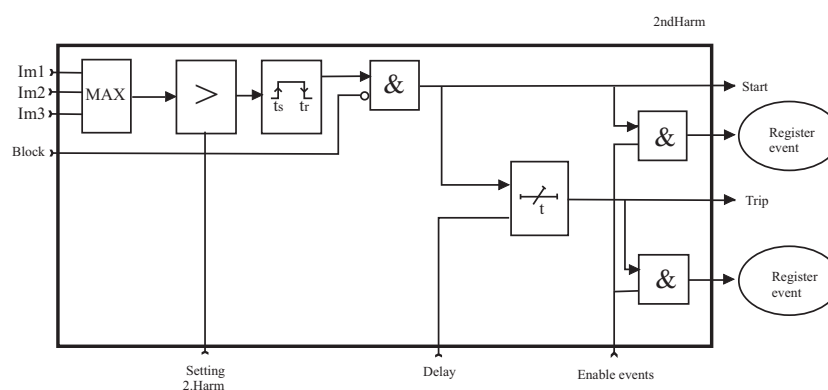 2ndHarm
Im1
Im2
Im3
MAX
>
ts
tr
&
Start
&
Register
event
Block
t
Trip
&
Register
event
Setting
2.Harm
Delay
Enable events